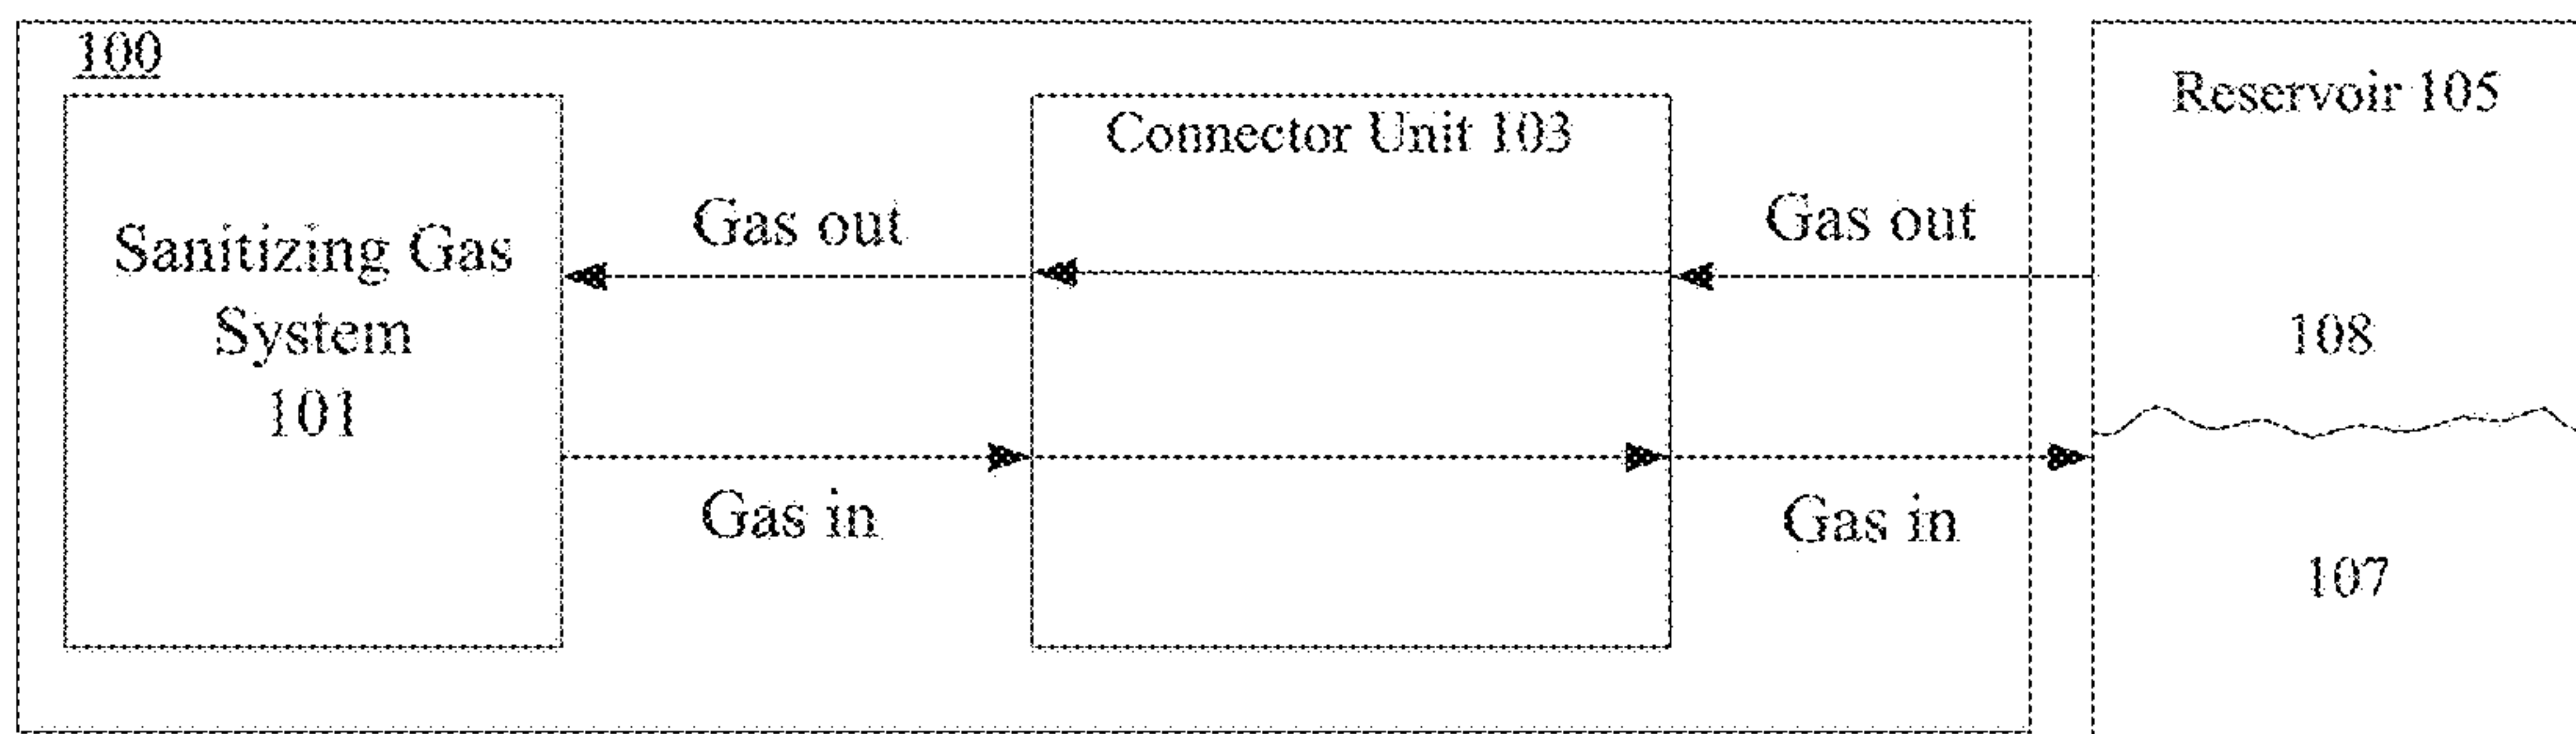 100
Sanitizing Gas
System
101
Gas out
Gas in
Connector Unit 103
Gas out
Gas in
Reservoir 105
108
107